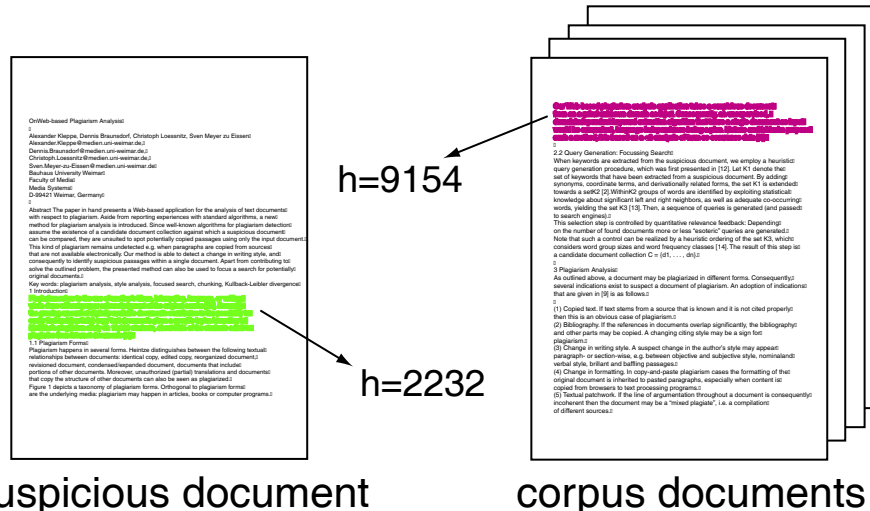 OnWeb-based Plagiarism Analysis
Alexander Kleppe, Dennis Braunsdorf, Christoph Loessnitz, Sven Meyer zu Eissen
Alexander.Kleppe@medien.uni-weimar.de,
Dennis.Braunsdorf@medien.uni-weimar.de,
Christoph.Loessnitz@medien.uni-weimar.de,
Sven.Meyer-zu-Eissen@medien.uni-weimar.de
Bauhaus University Weimar
Faculty of Media
Media Systems
D-99421 Weimar, Germany
Abstract The paper in hand presents a Web-based application for the analysis of text documents
with respect to plagiarism. Aside from reporting experiences with standard algorithms, a new
method for plagiarism analysis is introduced. Since well-known algorithms for plagiarism detection
assume the existence of a candidate document collection against which a suspicious document
can be compared, they are unsuited to spot potentially copied passages using only the input document.
This kind of plagiarism remains undetected e.g. when paragraphs are copied from sources
that are not available electronically. Our method is able to detect a change in writing style, and
consequently to identify suspicious passages within a single document. Apart from contributing to
solve the outlined problem, the presented method can also be used to focus a search for potentially
original documents.
Key words: plagiarism analysis, style analysis, focused search, chunking, Kullback-Leibler divergence
1 Introduction
1.1 Plagiarism Forms
Plagiarism happens in several forms. Heintze distinguishes between the following textual
relationships between documents: identical copy, edited copy, reorganized document,
revisioned document, condensed/expanded document, documents that include
portions of other documents. Moreover, unauthorized (partial) translations and documents
that copy the structure of other documents can also be seen as plagiarized.
Figure 1 depicts a taxonomy of plagiarism forms. Orthogonal to plagiarism forms
are the underlying media: plagiarism may happen in articles, books or computer programs.
uspicious document
h=9154
h=2232
2.2 Query Generation: Focussing Search
When keywords are extracted from the suspicious document, we employ a heuristic
query generation procedure, which was first presented in [12]. Let K1 denote the
set of keywords that have been extracted from a suspicious document. By adding
synonyms, coordinate terms, and derivationally related forms, the set K1 is extended
towards a setK2 [2].WithinK2 groups of words are identified by exploiting statistical
knowledge about significant left and right neighbors, as well as adequate co-occurring
words, yielding the set K3 [13]. Then, a sequence of queries is generated (and passed
to search engines).
This selection step is controlled by quantitative relevance feedback: Depending
on the number of found documents more or less "esoteric" queries are generated.
Note that such a control can be realized by a heuristic ordering of the set K3, which
considers word group sizes and word frequency classes [14]. The result of this step is
a candidate document collection C = {d1, . . . , dn}.
3 Plagiarism Analysis
As outlined above, a document may be plagiarized in different forms. Consequently,
several indications exist to suspect a document of plagiarism. An adoption of indications
that are given in [9] is as follows.
(1) Copied text. If text stems from a source that is known and it is not cited properly
then this is an obvious case of plagiarism.
(2) Bibliography. If the references in documents overlap significantly, the bibliography
and other parts may be copied. A changing citing style may be a sign for
plagiarism.
(3) Change in writing style. A suspect change in the author's style may appear
paragraph- or section-wise, e.g. between objective and subjective style, nominaland
verbal style, brillant and baffling passages.
(4) Change in formatting. In copy-and-paste plagiarism cases the formatting of the
original document is inherited to pasted paragraphs, especially when content is
copied from browsers to text processing programs.
(5) Textual patchwork. If the line of argumentation throughout a document is consequently
incoherent then the document may be a "mixed plagiate", i.e. a compilation
of different sources.
corpus documents